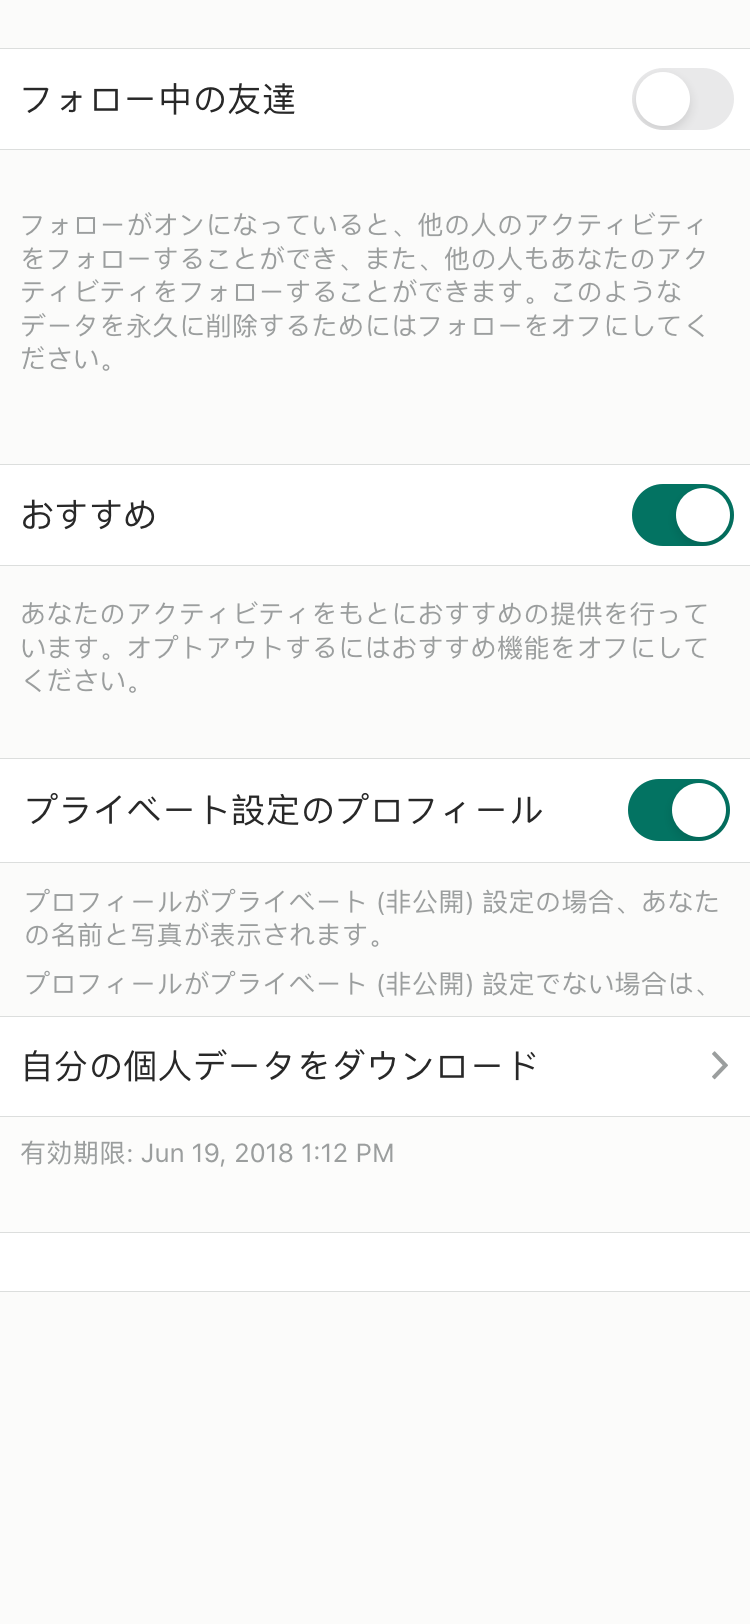 フォロー中の友達
フォローがオンになっていると、他の人のアクティビティ
をフォローすることができ、また、他の人もあなたのアク
ティビティをフォローすることができます。このような
データを永久に削除するためにはフォローをオフにしてく
ださい。
おすすめ
あなたのアクティビティをもとにおすすめの提供を行って
います。オプトアウトするにはおすすめ機能をオフにして
ください。
プライベート設定のプロフィール
プロフィールがプライベート (非公開) 設定の場合、あなた
の名前と写真が表示されます。
プロフィールがプライベート (非公開) 設定でない場合は、
自分の個人データをダウンロード
有効期限: Jun 19, 2018 1:12 PM